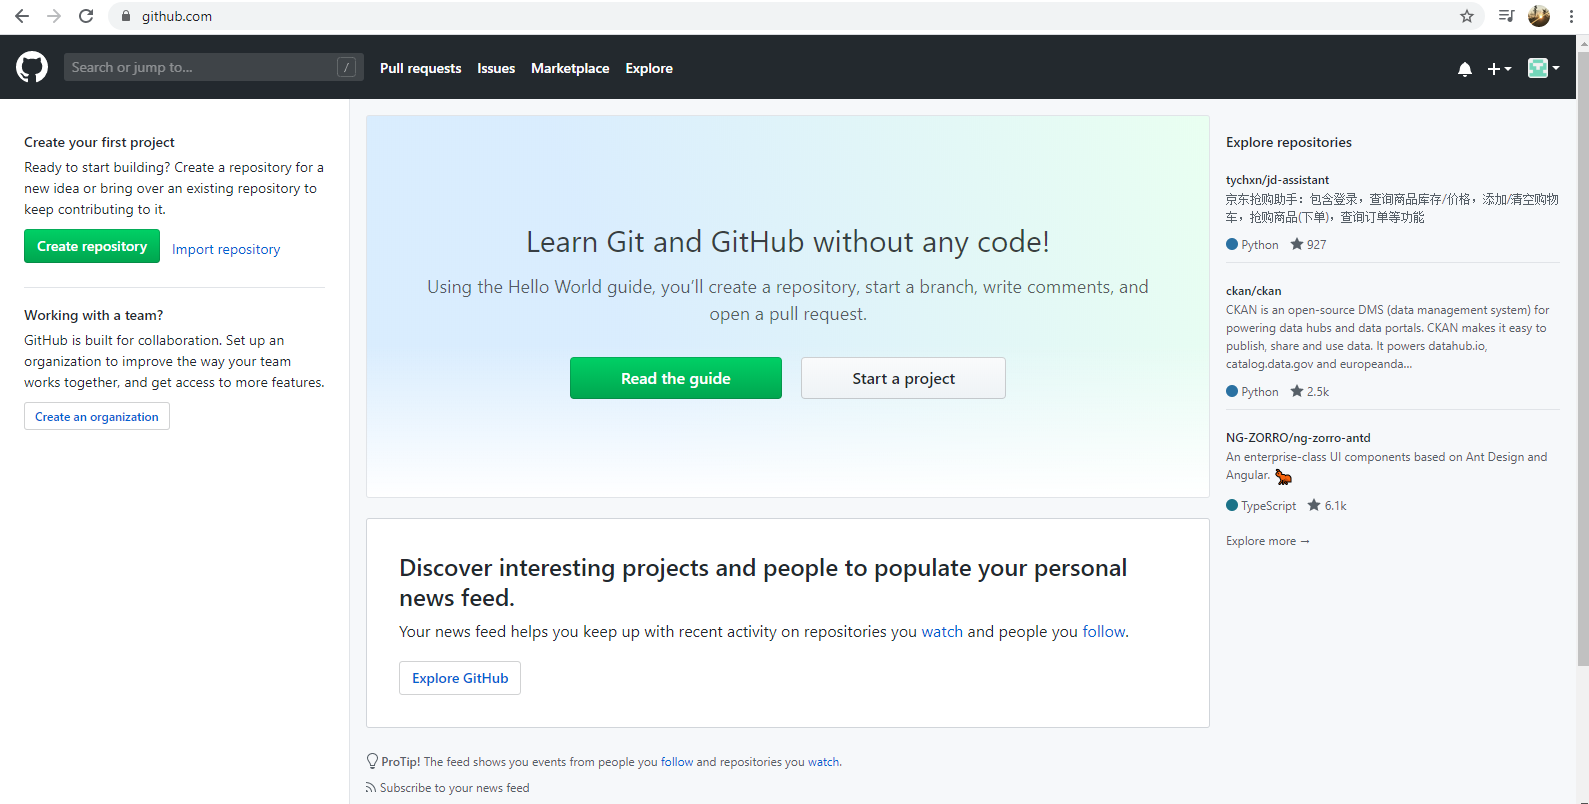 github.com
Search or jump to...
/
Pull requests
Issues
Marketplace
Explore
Create your first project
Ready to start building? Create a repository for a
new idea or bring over an existing repository to
keep contributing to it.
Create repository
Import repository
Working with a team?
GitHub is built for collaboration. Set up an
organization to improve the way your team
works together, and get access to more features.
Create an organization
Learn Git and GitHub without any code!
Using the Hello World guide, you’ll create a repository, start a branch, write comments, and
open a pull request.
Read the guide
Start a project
Discover interesting projects and people to populate your personal
news feed.
Your news feed helps you keep up with recent activity on repositories you watch and people you follow.
Explore GitHub
ProTip! The feed shows you events from people you follow and repositories you watch.
Subscribe to your news feed
Explore repositories
tychxn/jd-assistant
京东抢购助手：包含登录，查询商品库存/价格，添加/清空购物
车，抢购商品(下单)，查询订单等功能
Python 927
ckan/ckan
CKAN is an open-source DMS (data management system) for
powering data hubs and data portals. CKAN makes it easy to
publish, share and use data. It powers datahub.io,
catalog.data.gov and europeanda...
Python 2.5k
NG-ZORRO/ng-zorro-antd
An enterprise-class UI components based on Ant Design and
Angular.
TypeScript 6.1k
Explore more →